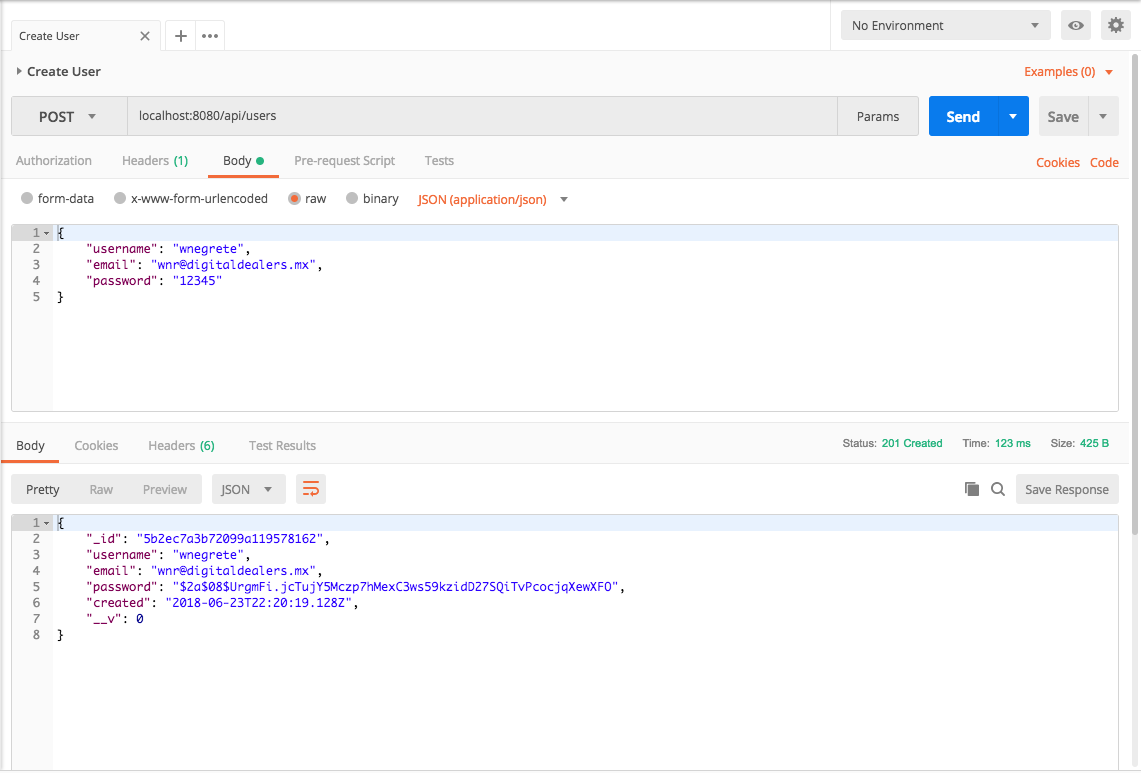 Create User
No Environment
Create User
Examples (0)
POST
localhost:8080/api/users
Params
Send
Save
Authorization Headers (1) Body Pre-request Script Tests
Cookies Code
form-data x-www-form-urlencoded raw binary JSON (application/json)
1 {
2 "username": "wnegrete",
3 "email": "wnr@digitaldealers.mx",
4 "password": "12345"
5 }
Body Cookies Headers (6) Test Results
Status: 201 Created Time: 123 ms Size: 425 B
Pretty Raw Preview JSON
Save Response
1 {
2 "_id": "5b2ec7a3b72099a119578162",
3 "username": "wnegrete",
4 "email": "wnr@digitaldealers.mx",
5 "password": "$2a$08$UrgmFi.jcTujY5Mczp7hMexC3ws59kzidD27SQiTvPcocjqXewXFO",
6 "created": "2018-06-23T22:20:19.128Z",
7 "__v": 0
8 }